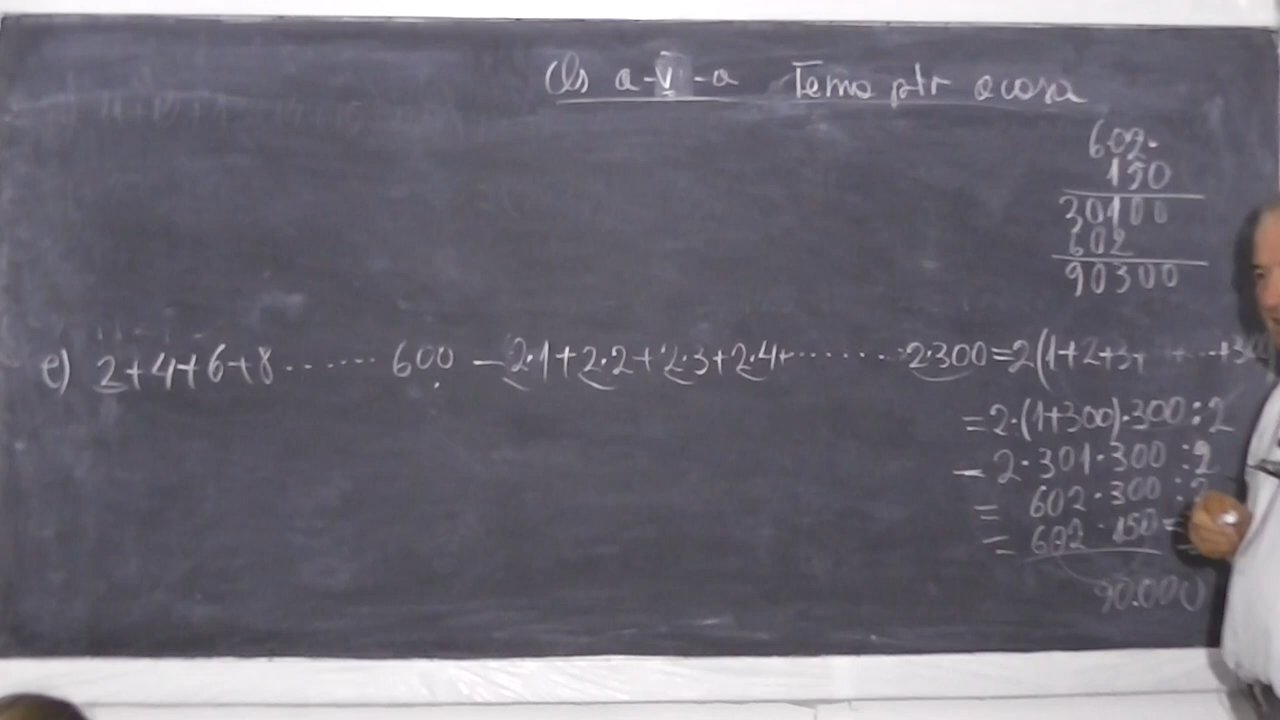 Cls a-V-a Tema ptr acasa
602·
150
30100
602
90300
e) 2+4+6+8....... 600 = 2·1+2·2+2·3+2·4+........2·300=2(1+2+3+...+30
=2·(1+300)·300:2
= 2·301·300 :2
= 602·300 :2
= 602·150=
90.000